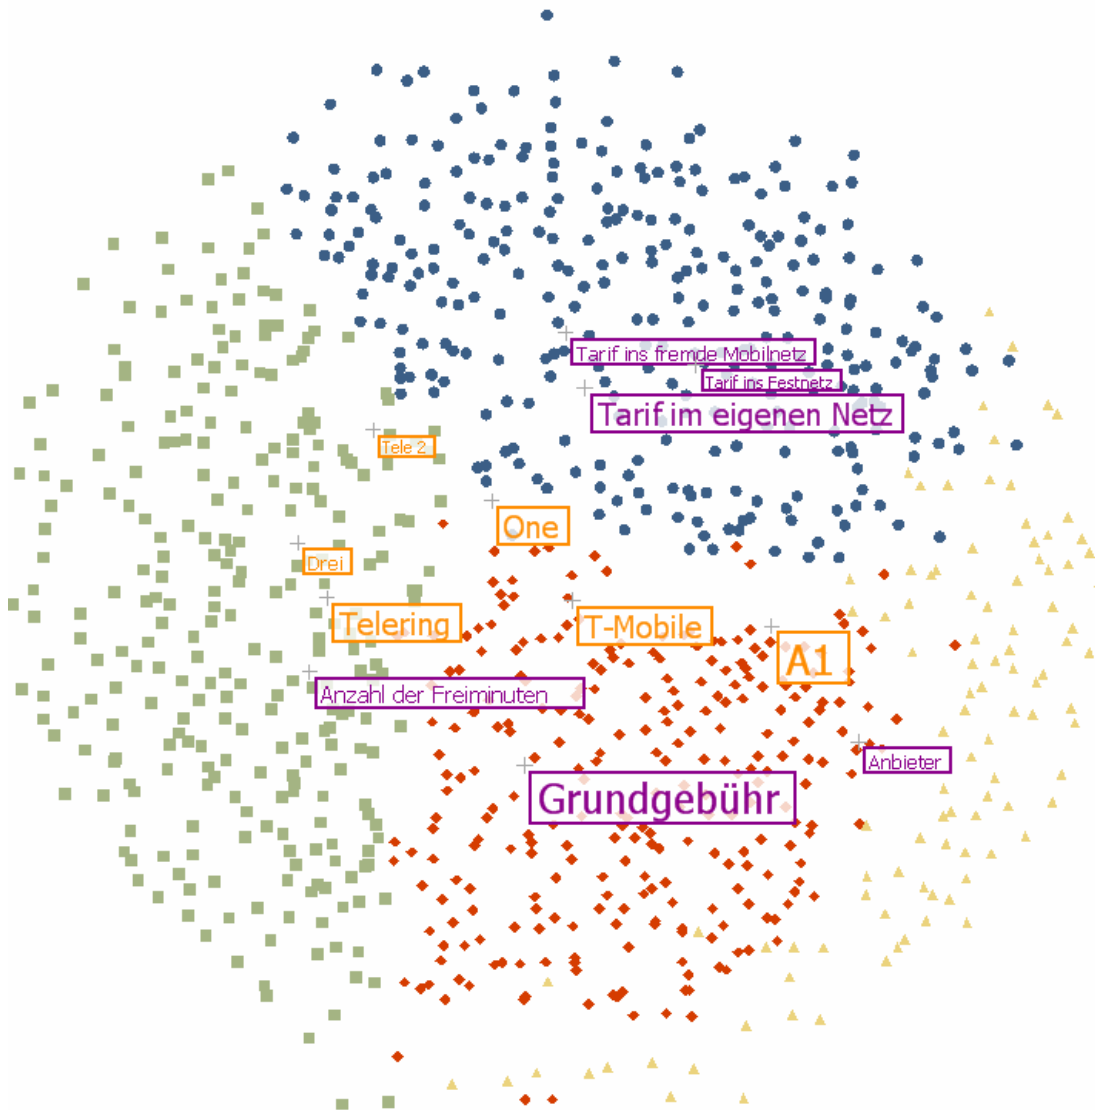 Tarif ins fremde Mobilnetz
Tarif ins Festnetz
Tarif im eigenen Netz
Tele 2
One
Drei
Telering
T-Mobile
A1
Anzahl der Freiminuten
Anbieter
Grundgebühr